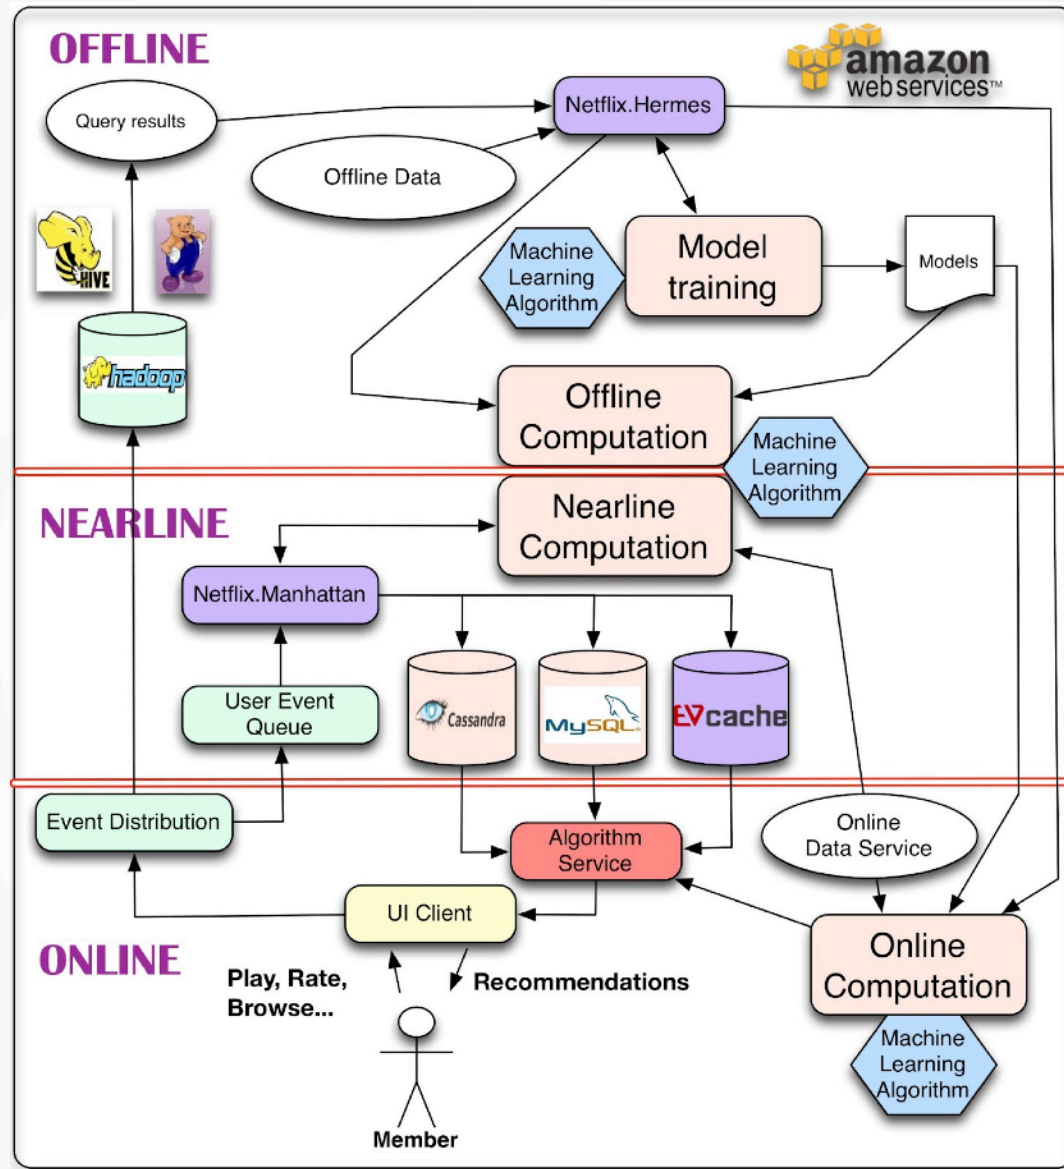 OFFLINE
amazon
webservices™
Query results
Netflix.Hermes
Offline Data
HIVE
Machine
Learning
Algorithm
Model
training
Models
hadoop
Offline
Computation
Machine
Learning
Algorithm
NEARLINE
Nearline
Computation
Netflix.Manhattan
User Event
Queue
Cassandra
MySQL®
EVcache
Event Distribution
Algorithm
Service
Online
Data Service
UI Client
ONLINE
Play, Rate,
Browse...
Recommendations
Online
Computation
Machine
Learning
Algorithm
Member